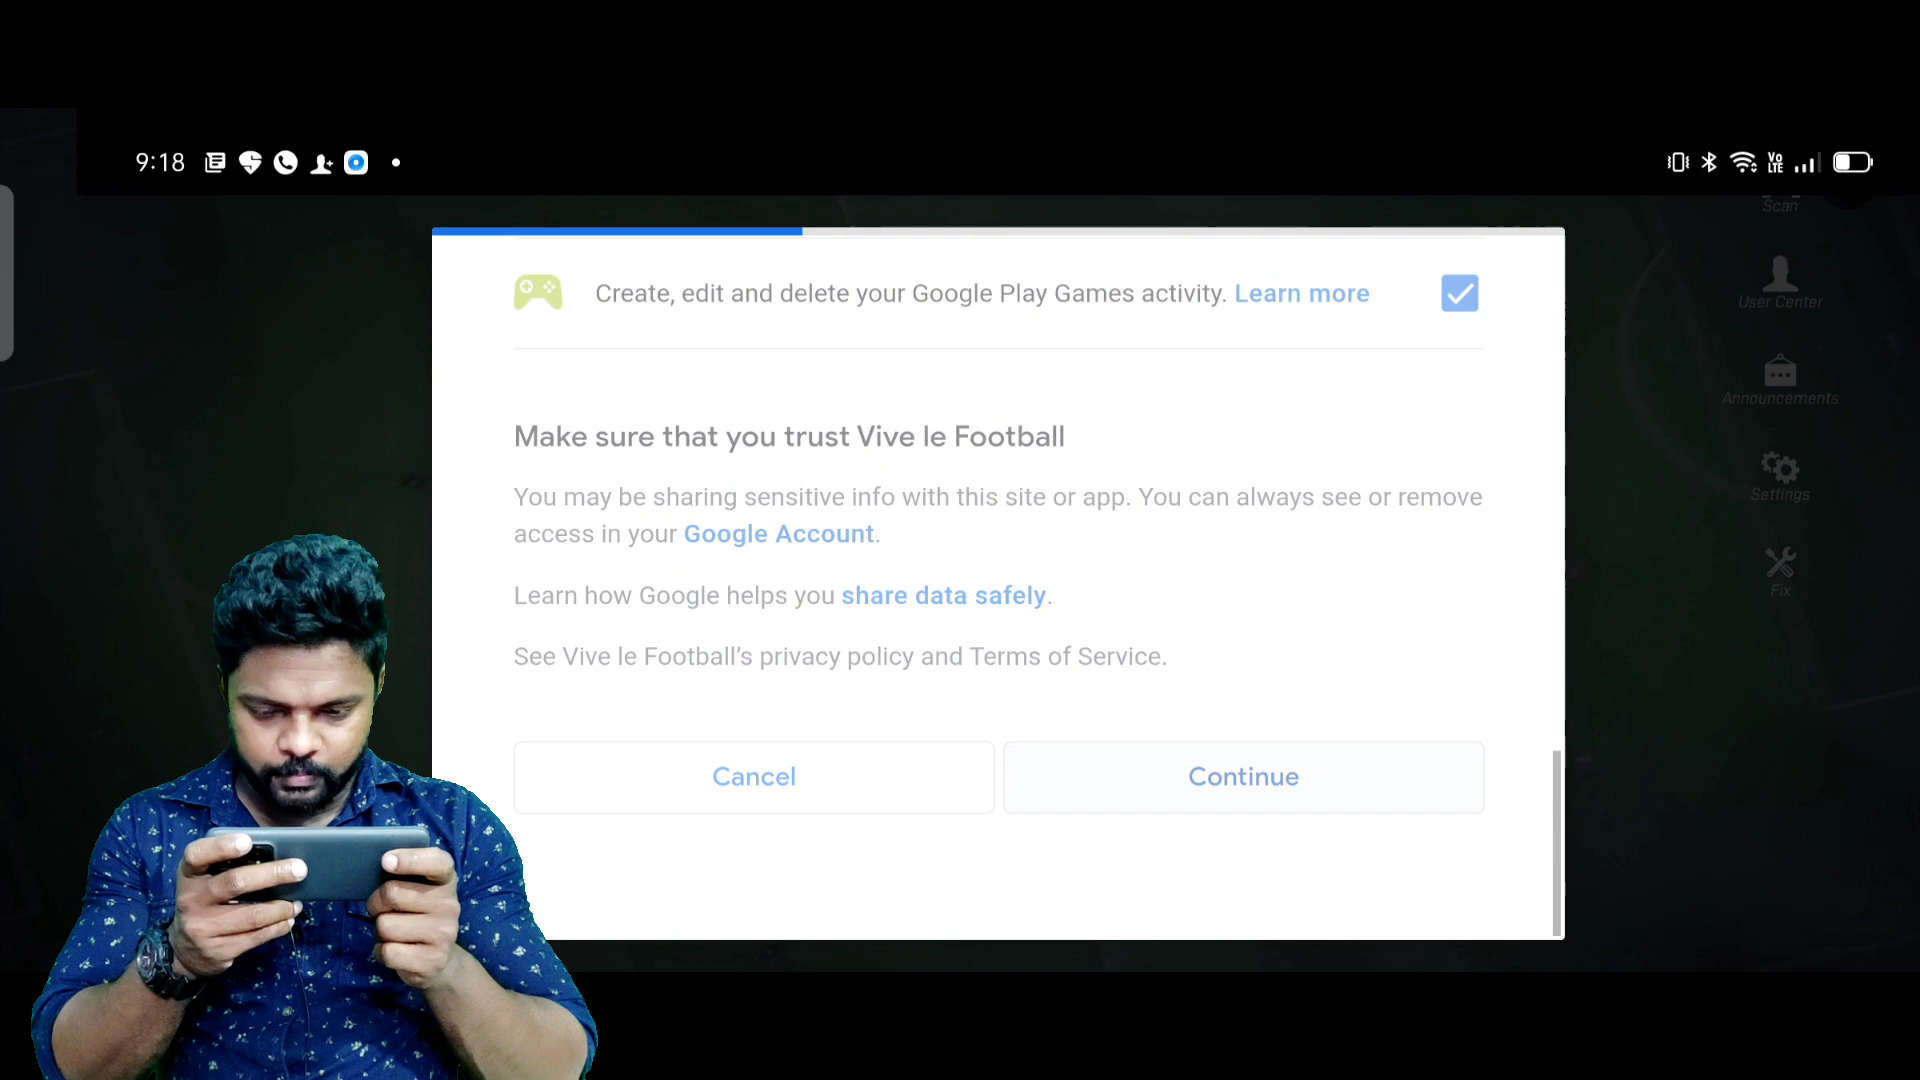 9:18
Vo
LTE
Scan
Create, edit and delete your Google Play Games activity. Learn more
User Center
Announcements
Make sure that you trust Vive le Football
You may be sharing sensitive info with this site or app. You can always see or remove
access in your Google Account.
Settings
Learn how Google helps you share data safely.
Fix
See Vive le Football’s privacy policy and Terms of Service.
Cancel
Continue